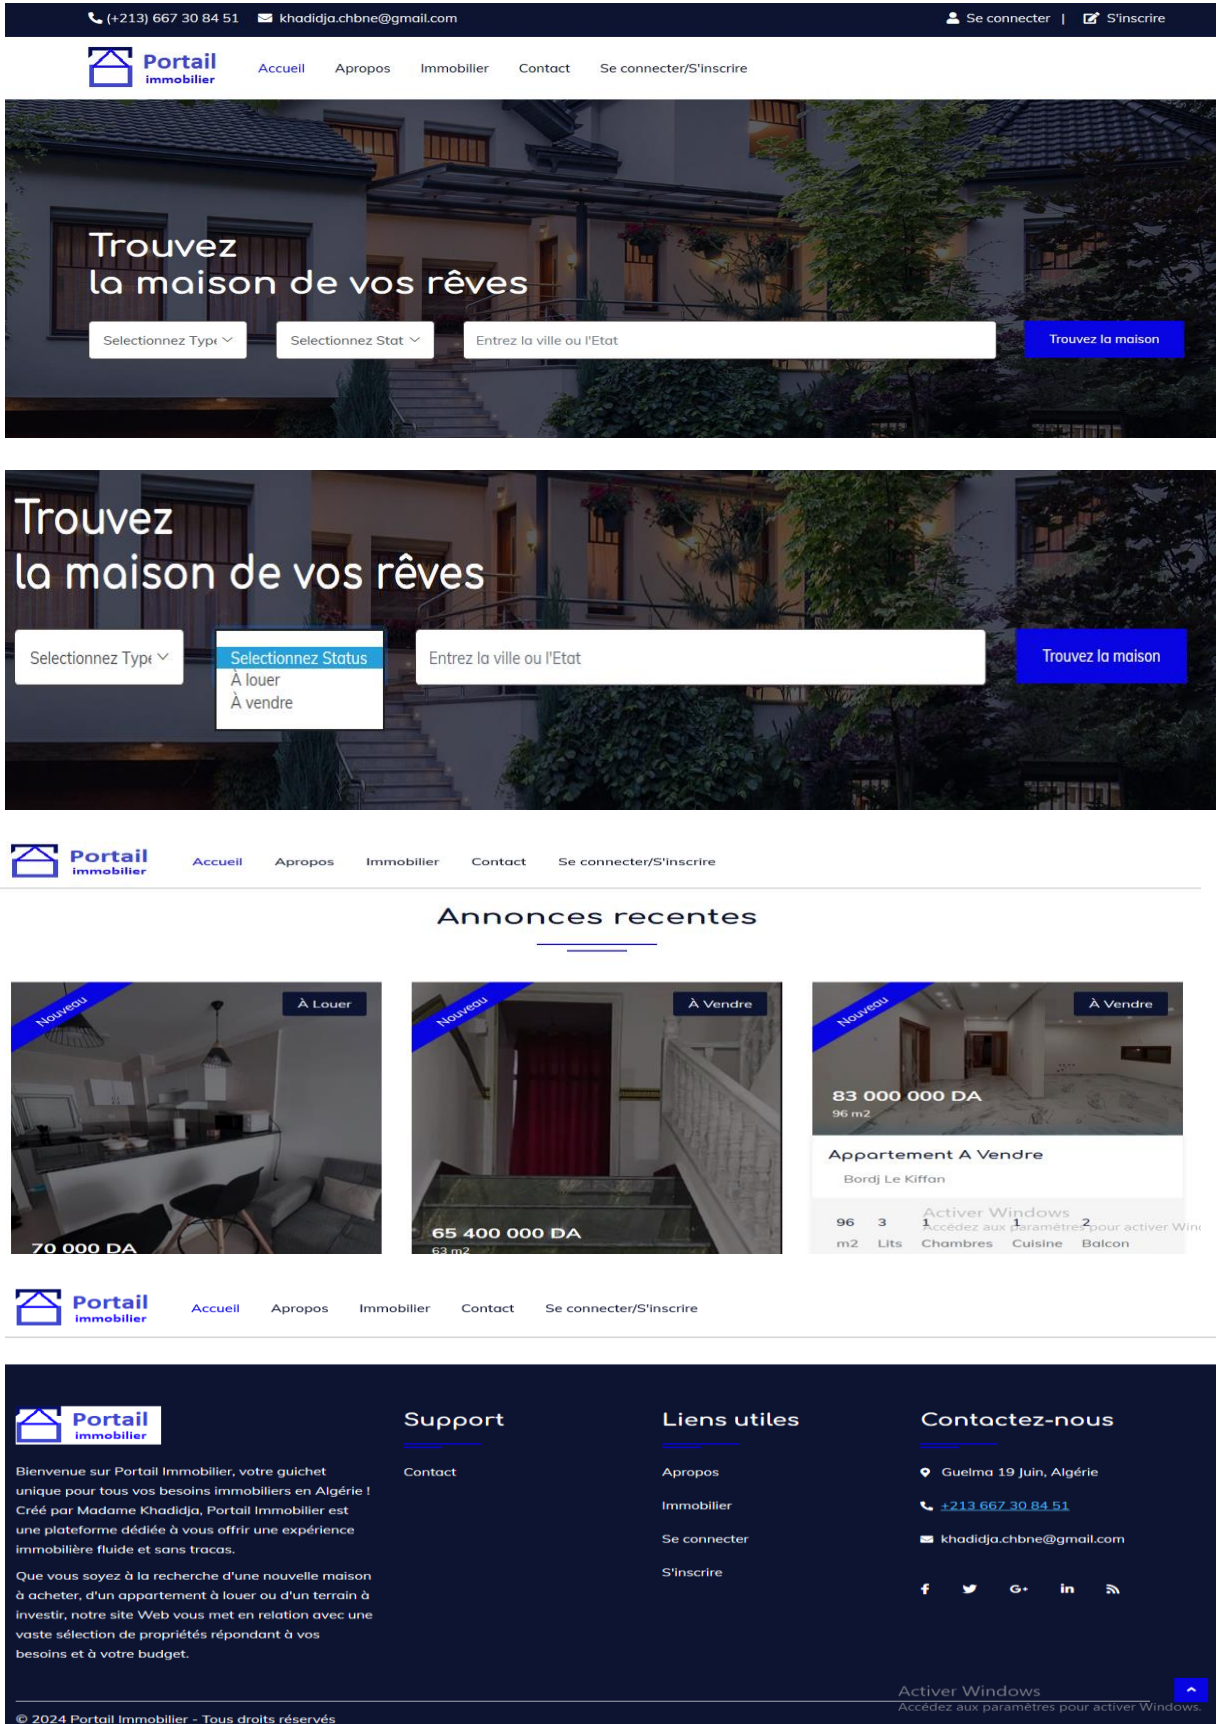 (+213) 667 30 84 51 khadidja.chbne@gmail.com Se connecter | S'inscrire
Portail
immobilier
Accueil Apropos Immobilier Contact Se connecter/S'inscrire
Trouvez
la maison de vos rêves
Selectionnez Type Selectionnez Stat Entrez la ville ou l'Etat Trouvez la maison
Trouvez
la maison de vos rêves
Selectionnez Type Selectionnez Status Entrez la ville ou l'Etat Trouvez la maison
À louer
À vendre
Portail
immobilier
Accueil Apropos Immobilier Contact Se connecter/S'inscrire
Annonces recentes
Nouveau À Louer
70 000 DA
Nouveau À Vendre
65 400 000 DA
63 m2
Nouveau À Vendre
83 000 000 DA
96 m2
Appartement A Vendre
Bordj Le Kiffan
96 3 1 1 2
m2 Lits Chambres Cuisine Balcon
Activer Windows
Accédez aux paramètres pour activer Wind
Portail
immobilier
Accueil Apropos Immobilier Contact Se connecter/S'inscrire
Portail
immobilier
Bienvenue sur Portail Immobilier, votre guichet
unique pour tous vos besoins immobiliers en Algérie !
Créé par Madame Khadidja, Portail Immobilier est
une plateforme dédiée à vous offrir une expérience
immobilière fluide et sans tracas.
Que vous soyez à la recherche d'une nouvelle maison
à acheter, d'un appartement à louer ou d'un terrain à
investir, notre site Web vous met en relation avec une
vaste sélection de propriétés répondant à vos
besoins et à votre budget.
Support
Contact
Liens utiles
Apropos
Immobilier
Se connecter
S'inscrire
Contactez-nous
Guelma 19 Juin, Algérie
+213 667 30 84 51
khadidja.chbne@gmail.com
f G+ in
Activer Windows
Accédez aux paramètres pour activer Windows.
© 2024 Portail Immobilier - Tous droits réservés